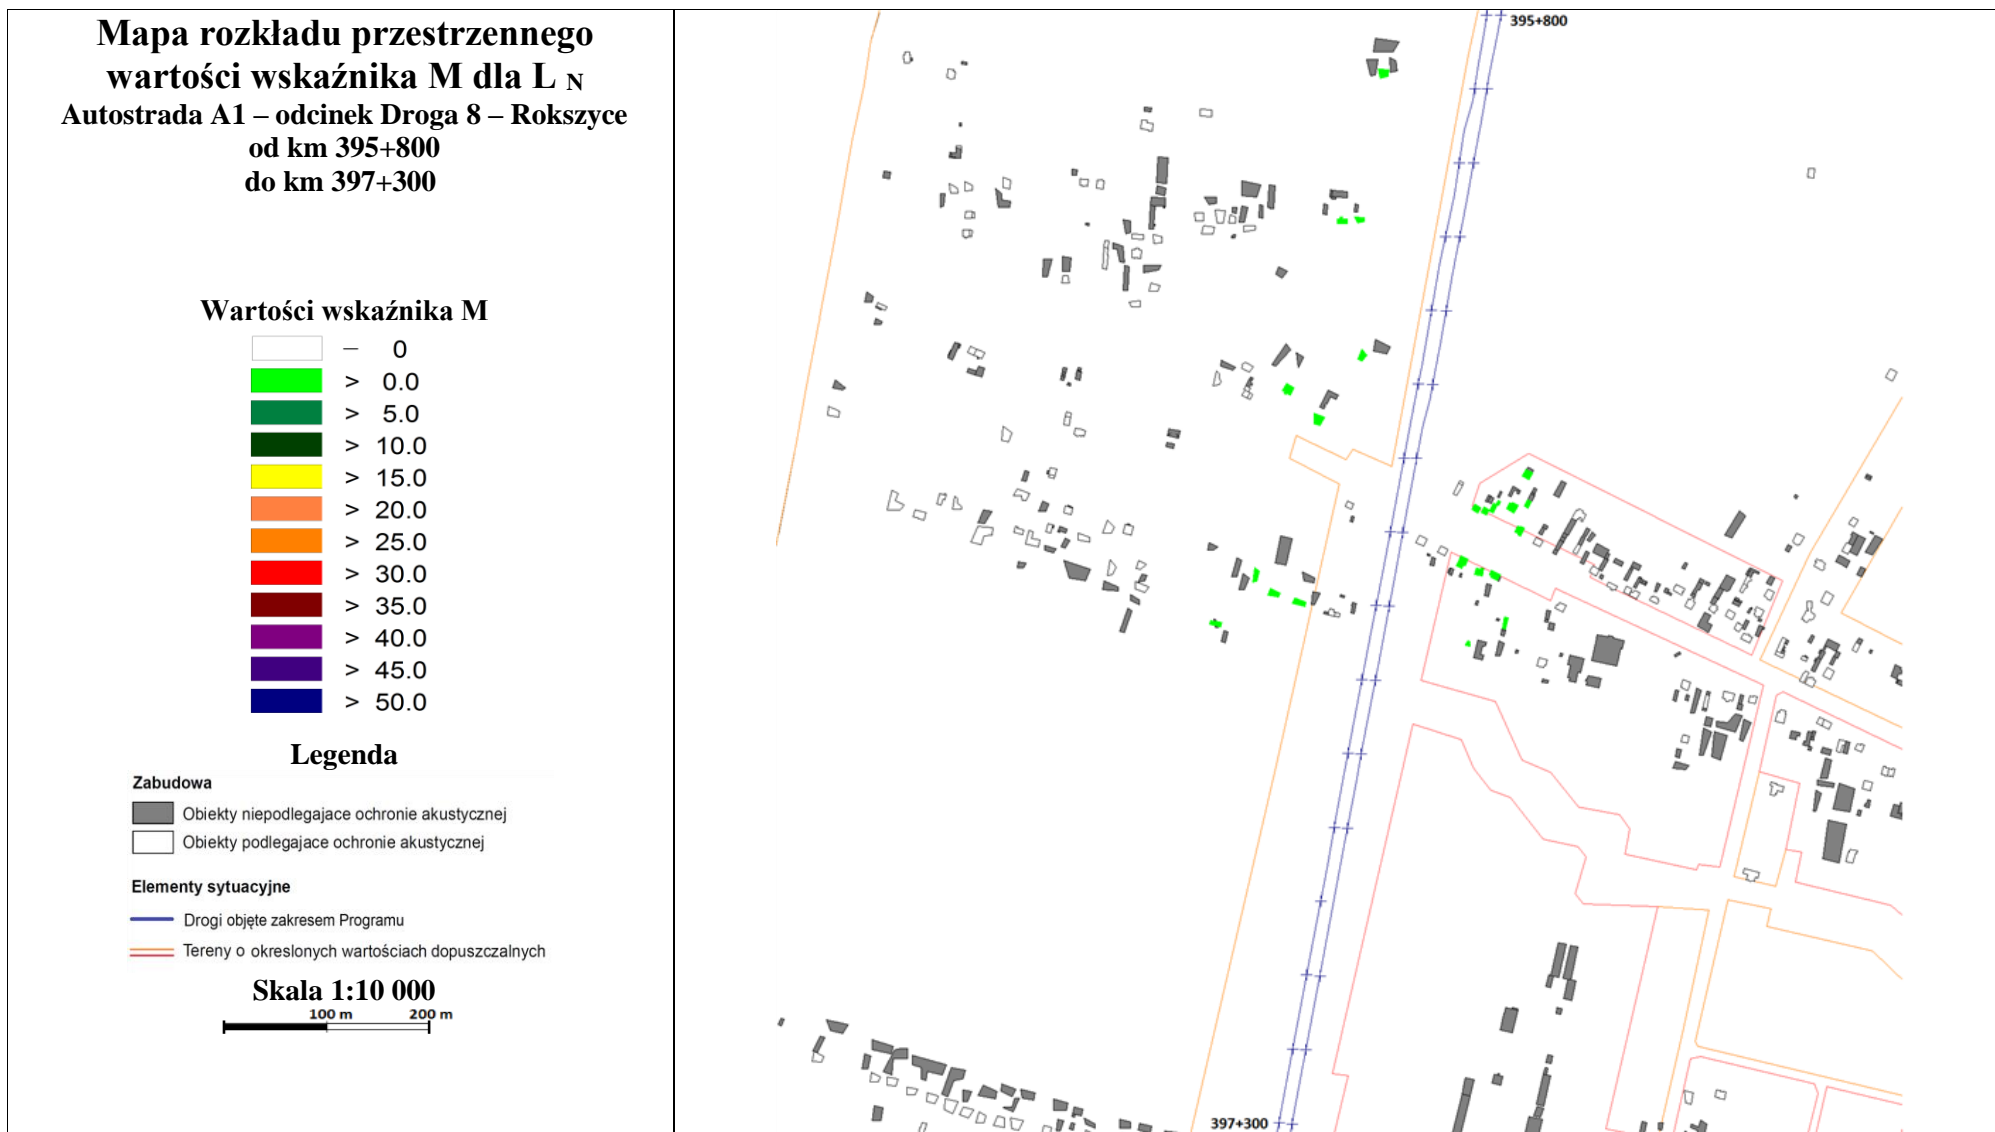 Mapa rozkładu przestrzennego
wartości wskaźnika M dla L N
Autostrada A1 – odcinek Droga 8 – Rokszyce
od km 395+800
do km 397+300
Wartości wskaźnika M
– 0
> 0.0
> 5.0
> 10.0
> 15.0
> 20.0
> 25.0
> 30.0
> 35.0
> 40.0
> 45.0
> 50.0
Legenda
Zabudowa
Obiekty niepodlegajace ochronie akustycznej
Obiekty podlegajace ochronie akustycznej
Elementy sytuacyjne
Drogi objęte zakresem Programu
Tereny o okreslonych wartościach dopuszczalnych
Skala 1:10 000
100 m 200 m
395+800
397+300